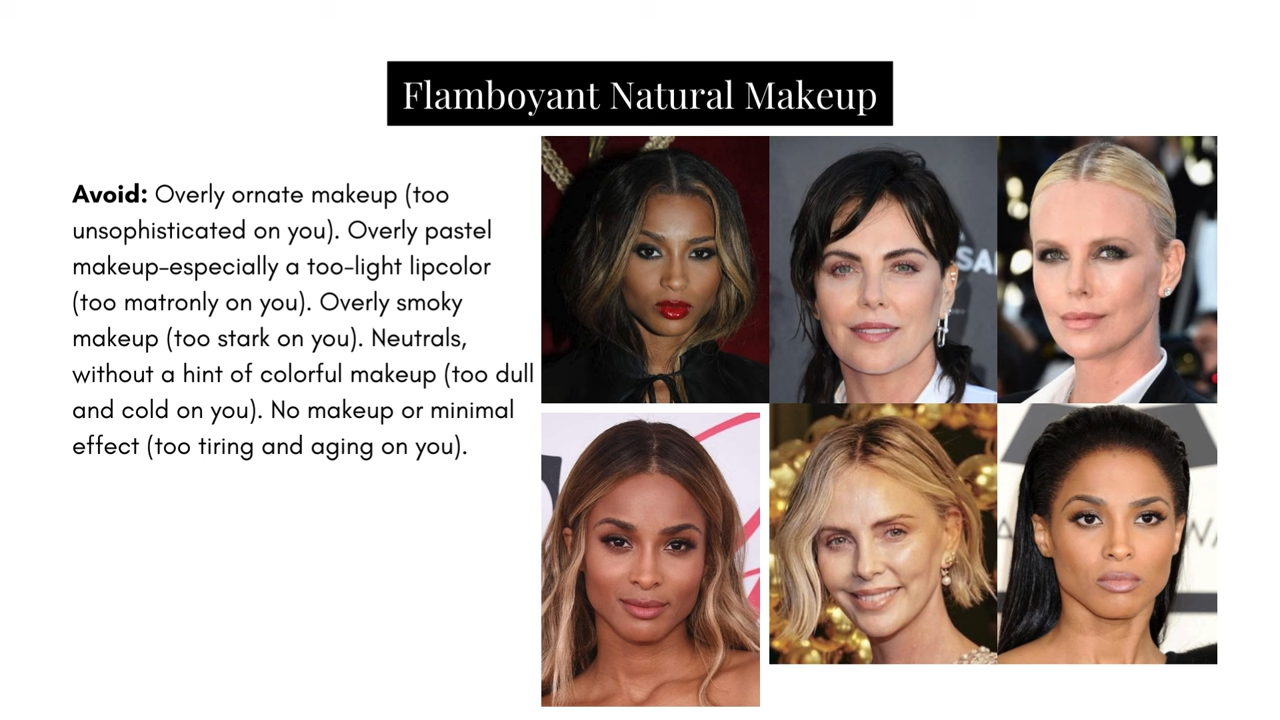 Flamboyant Natural Makeup
Avoid: Overly ornate makeup (too
unsophisticated on you). Overly pastel
makeup-especially a too-light lipcolor
(too matronly on you). Overly smoky
makeup (too stark on you). Neutrals,
without a hint of colorful makeup (too dull
and cold on you). No makeup or minimal
effect (too tiring and aging on you).
SA